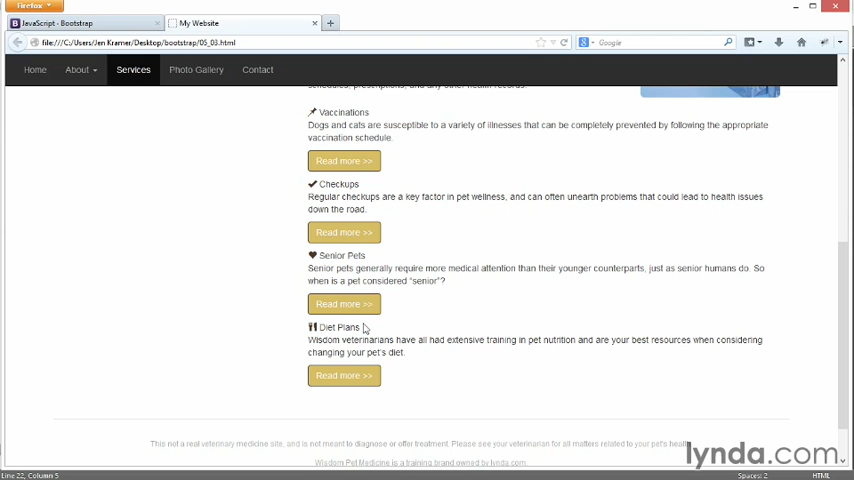 Firefox
JavaScript - Bootstrap
My Website
file:///C:/Users/Jen Kramer/Desktop/bootstrap/05_03.html
Google
Home About Services Photo Gallery Contact
schedules, prescriptions, and any other health records.
Vaccinations
Dogs and cats are susceptible to a variety of illnesses that can be completely prevented by following the appropriate
vaccination schedule.
Read more >>
Checkups
Regular checkups are a key factor in pet wellness, and can often unearth problems that could lead to health issues
down the road.
Read more >>
Senior Pets
Senior pets generally require more medical attention than their younger counterparts, just as senior humans do. So
when is a pet considered “senior”?
Read more >>
Diet Plans
Wisdom veterinarians have all had extensive training in pet nutrition and are your best resources when considering
changing your pet's diet.
Read more >>
This not a real veterinary medicine site, and is not meant to diagnose or offer treatment. Please see your veterinarian for all matters related to your pet's health.
Wisdom Pet Medicine is a training brand owned by lynda.com.
lynda.com
Line 22, Column 5
Spaces: 2
HTML